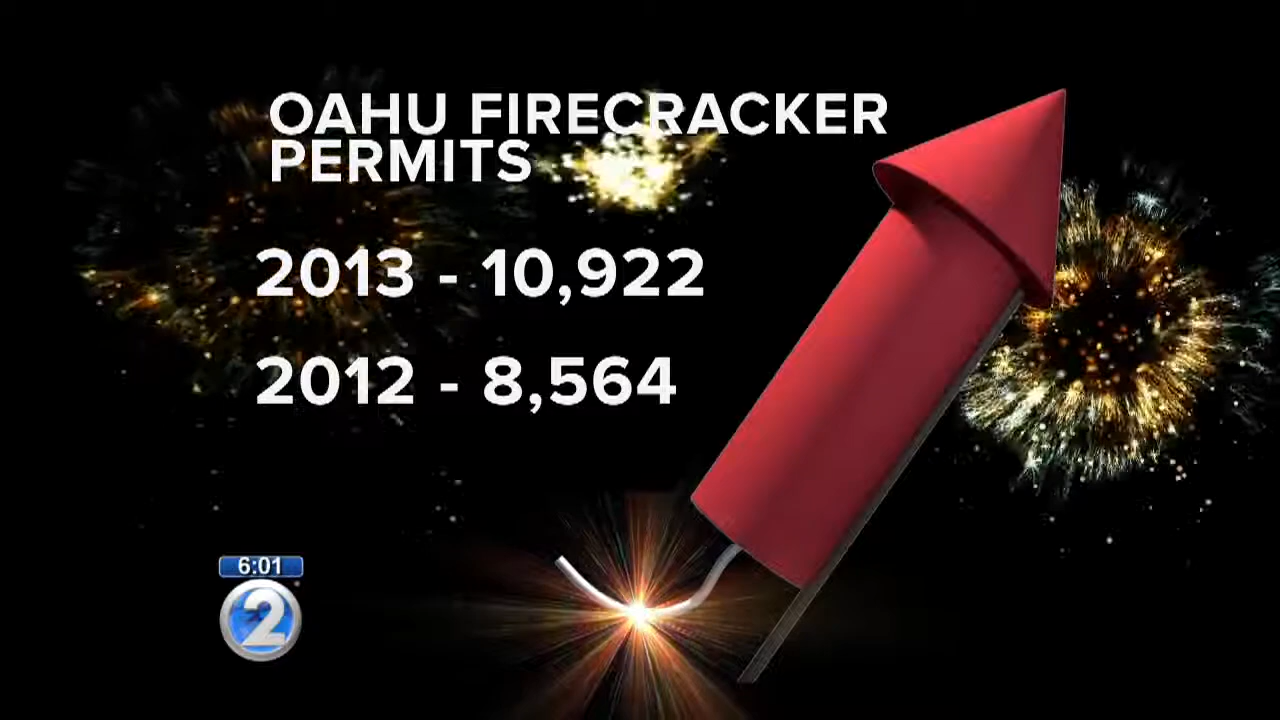 OAHU FIRECRACKER
PERMITS
2013 - 10,922
2012 - 8,564
6:01
2